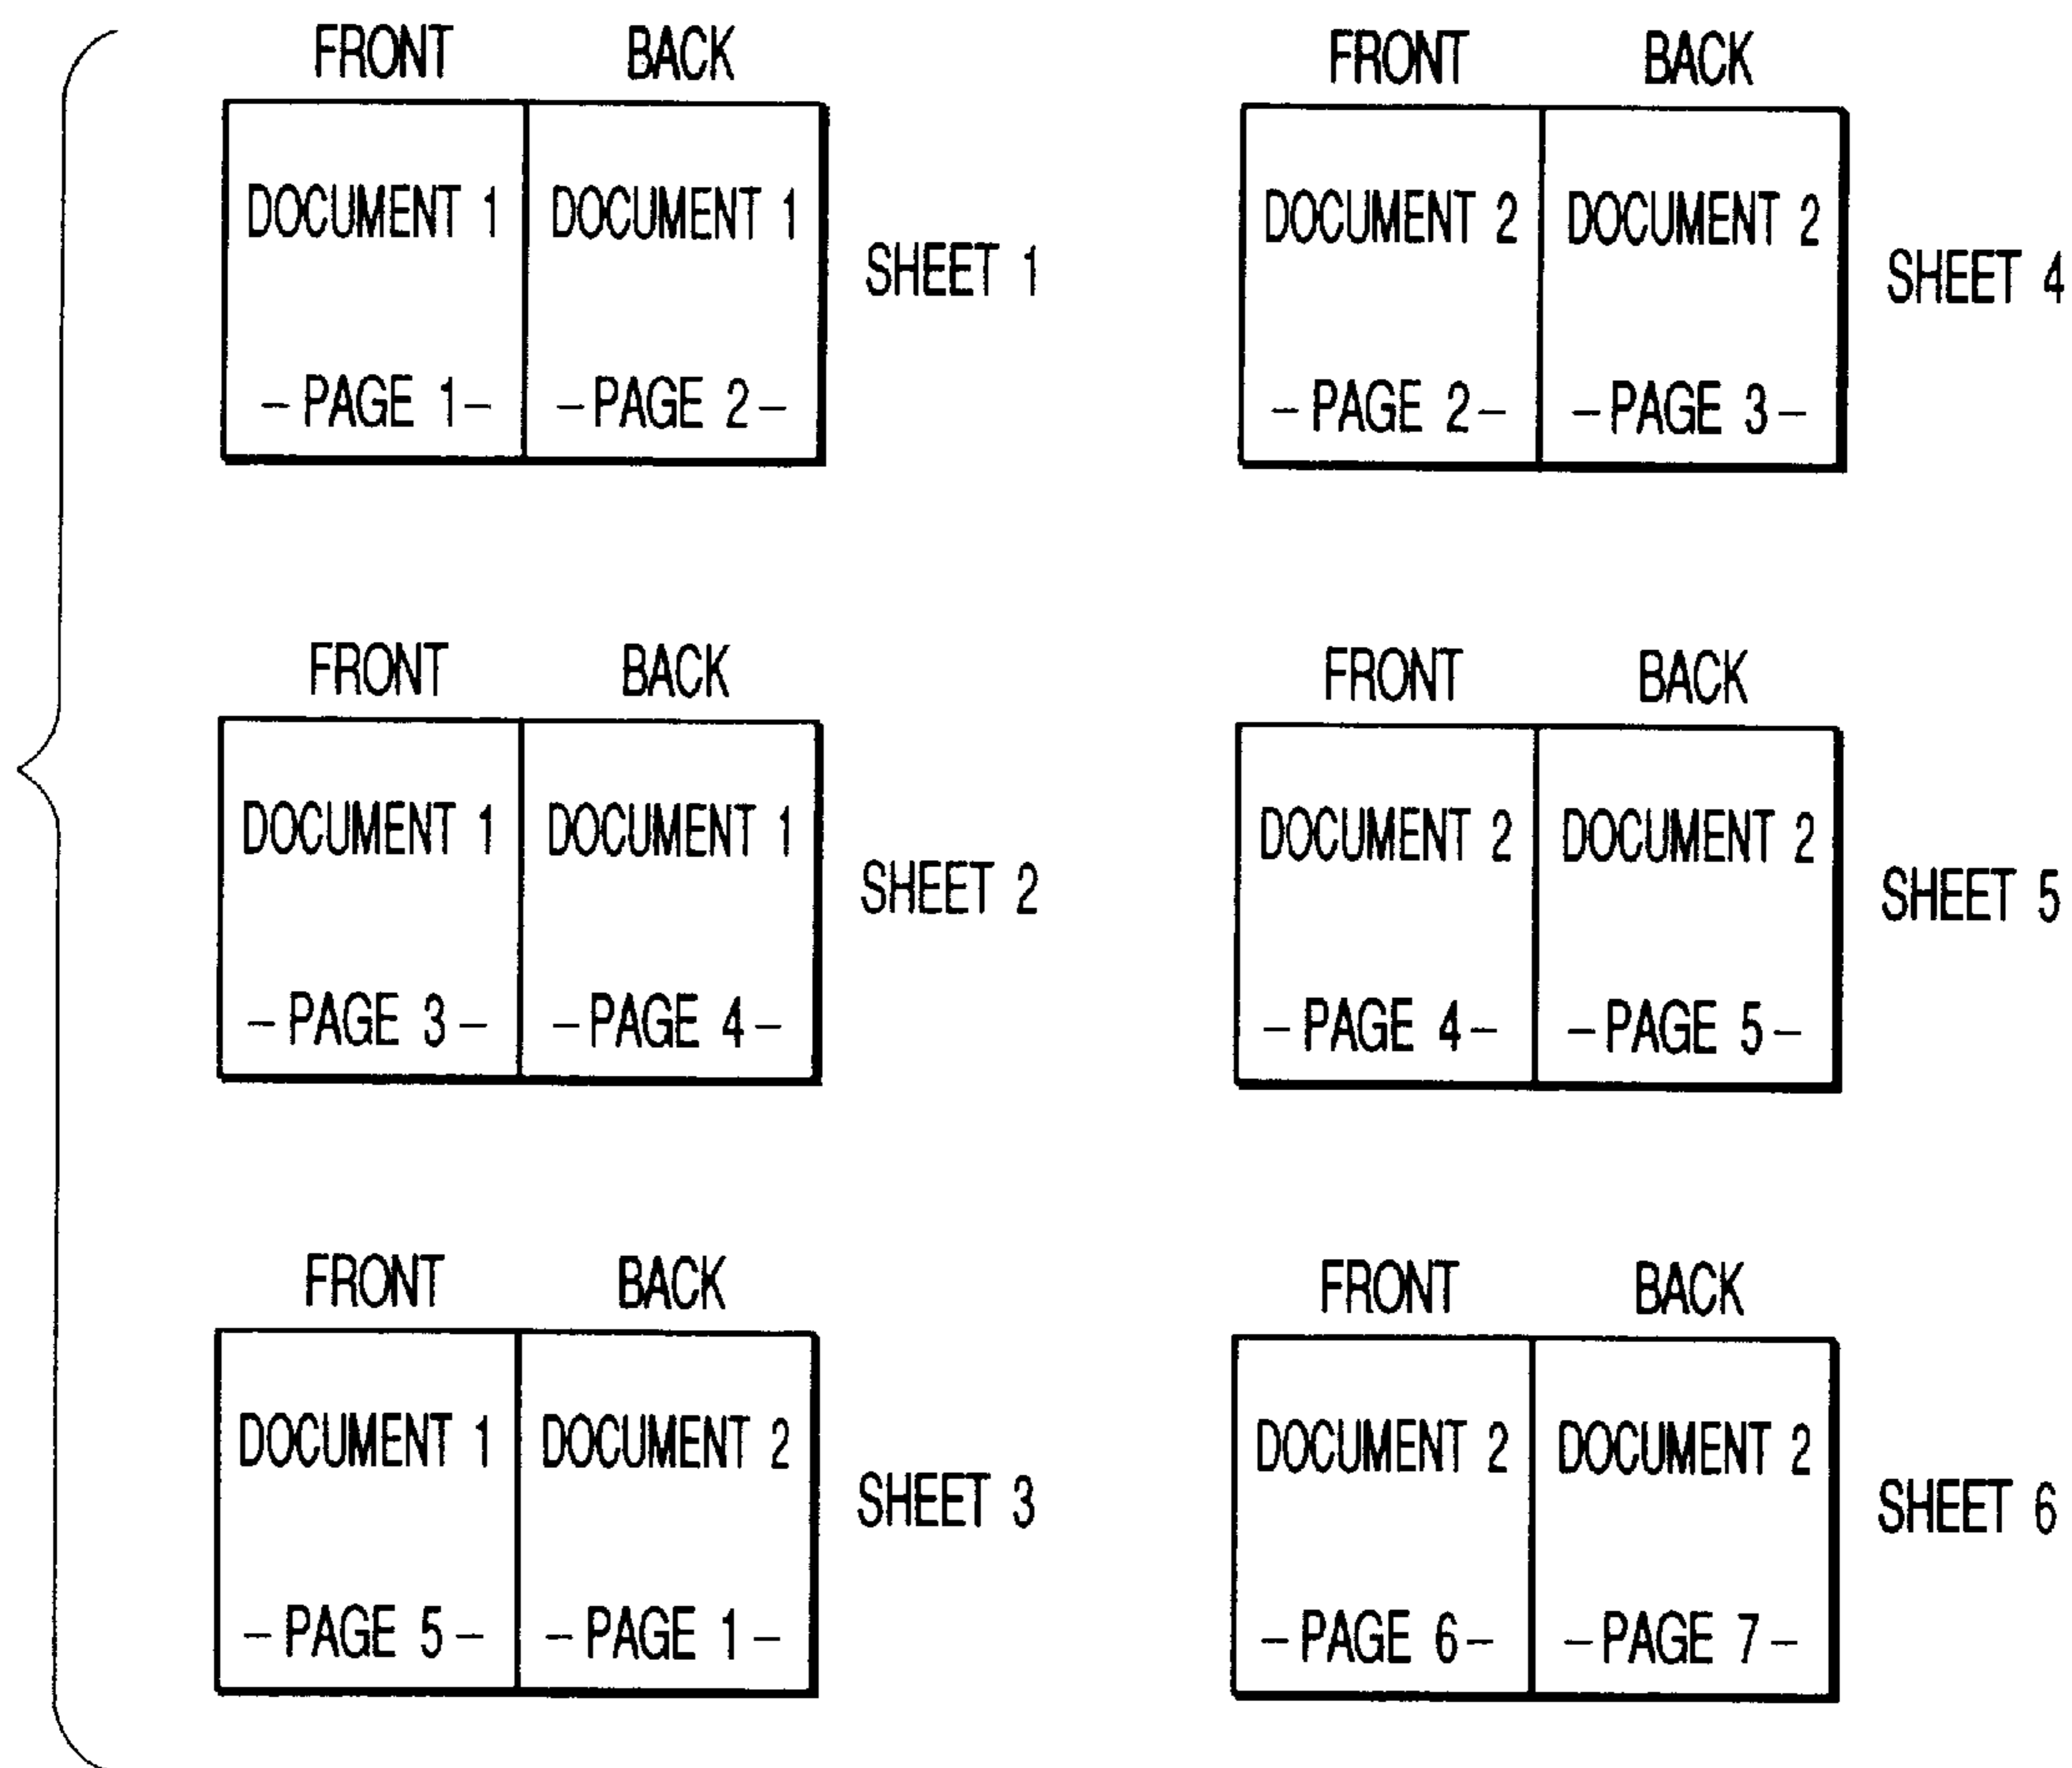 FRONT BACK
DOCUMENT 1 DOCUMENT 1
SHEET 1
–PAGE 1– –PAGE 2–
FRONT BACK
DOCUMENT 1 DOCUMENT 1
SHEET 2
–PAGE 3– –PAGE 4–
FRONT BACK
DOCUMENT 1 DOCUMENT 2
SHEET 3
–PAGE 5– –PAGE 1–
FRONT BACK
DOCUMENT 2 DOCUMENT 2
SHEET 4
–PAGE 2– –PAGE 3–
FRONT BACK
DOCUMENT 2 DOCUMENT 2
SHEET 5
–PAGE 4– –PAGE 5–
FRONT BACK
DOCUMENT 2 DOCUMENT 2
SHEET 6
–PAGE 6– –PAGE 7–